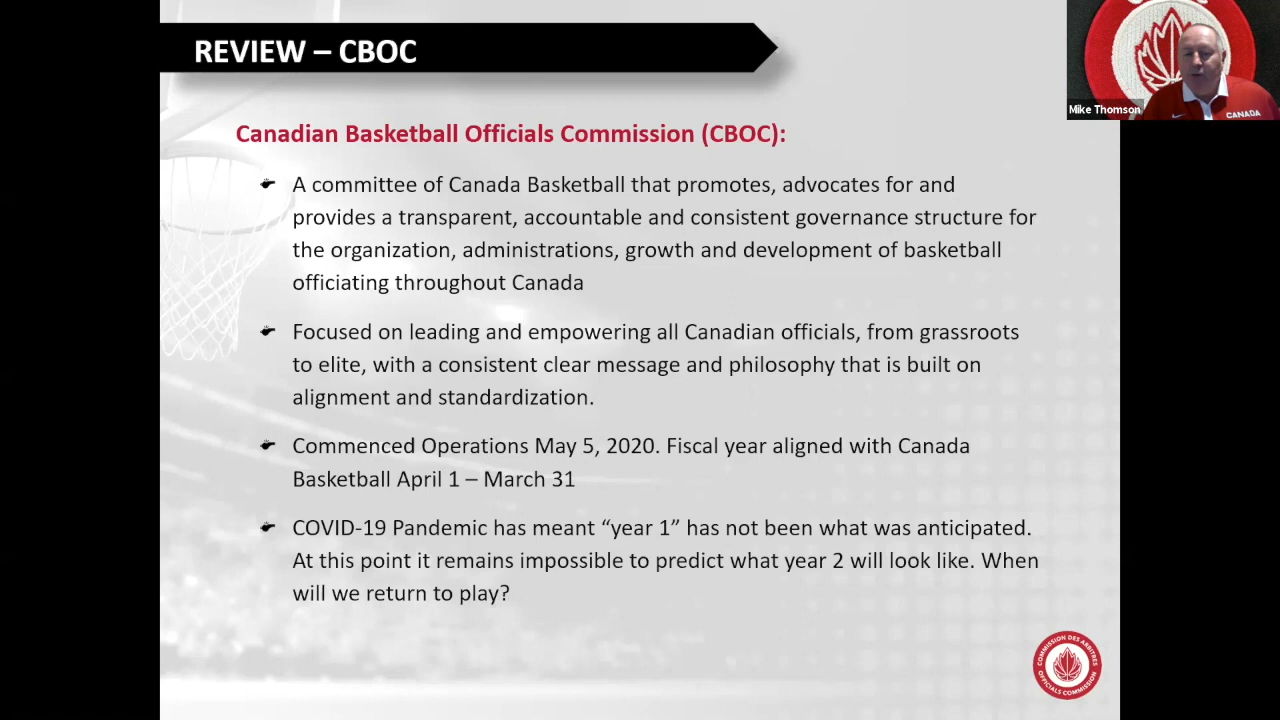 REVIEW – CBOC
Mike Thomson
CANADA
Canadian Basketball Officials Commission (CBOC):
A committee of Canada Basketball that promotes, advocates for and
provides a transparent, accountable and consistent governance structure for
the organization, administrations, growth and development of basketball
officiating throughout Canada
Focused on leading and empowering all Canadian officials, from grassroots
to elite, with a consistent clear message and philosophy that is built on
alignment and standardization.
Commenced Operations May 5, 2020. Fiscal year aligned with Canada
Basketball April 1 – March 31
COVID-19 Pandemic has meant “year 1” has not been what was anticipated.
At this point it remains impossible to predict what year 2 will look like. When
will we return to play?
COMMISSION DES ARBITRES
OFFICIALS COMMISSION